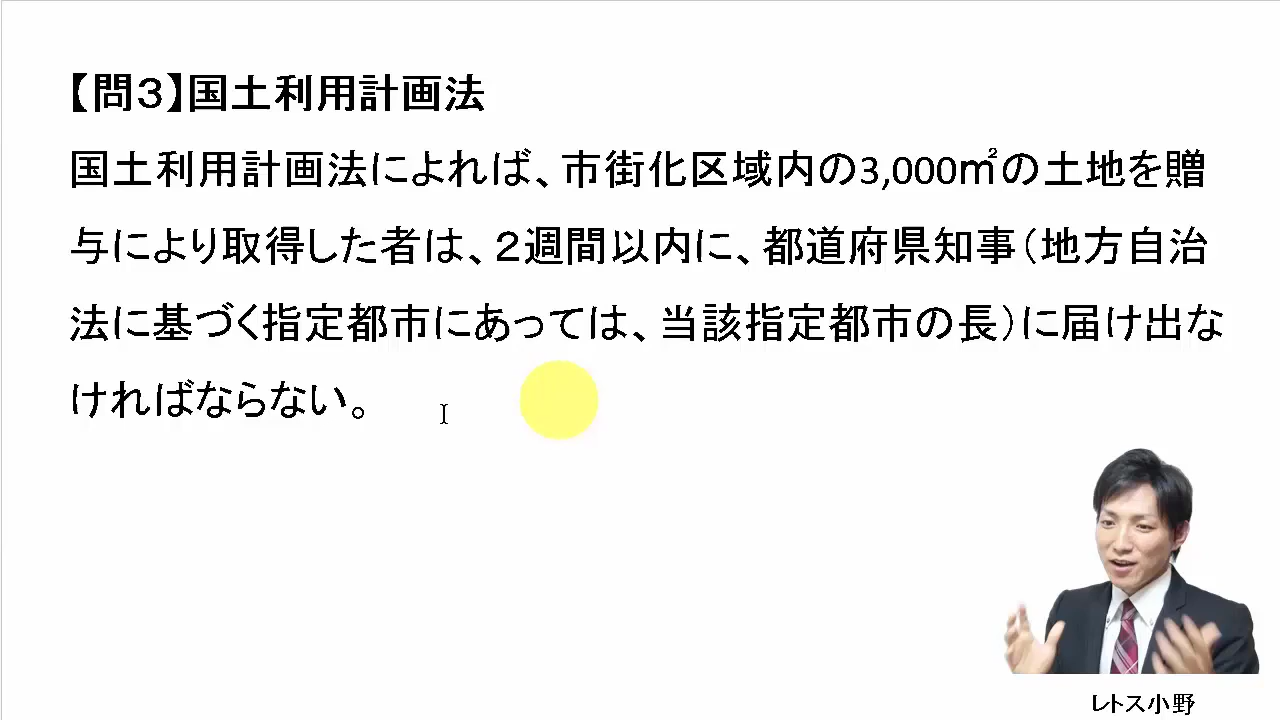 【問３】国土利用計画法
国土利用計画法によれば、市街化区域内の3,000㎡の土地を贈
与により取得した者は、２週間以内に、都道府県知事（地方自治
法に基づく指定都市にあっては、当該指定都市の長）に届け出な
ければならない。
レトス小野